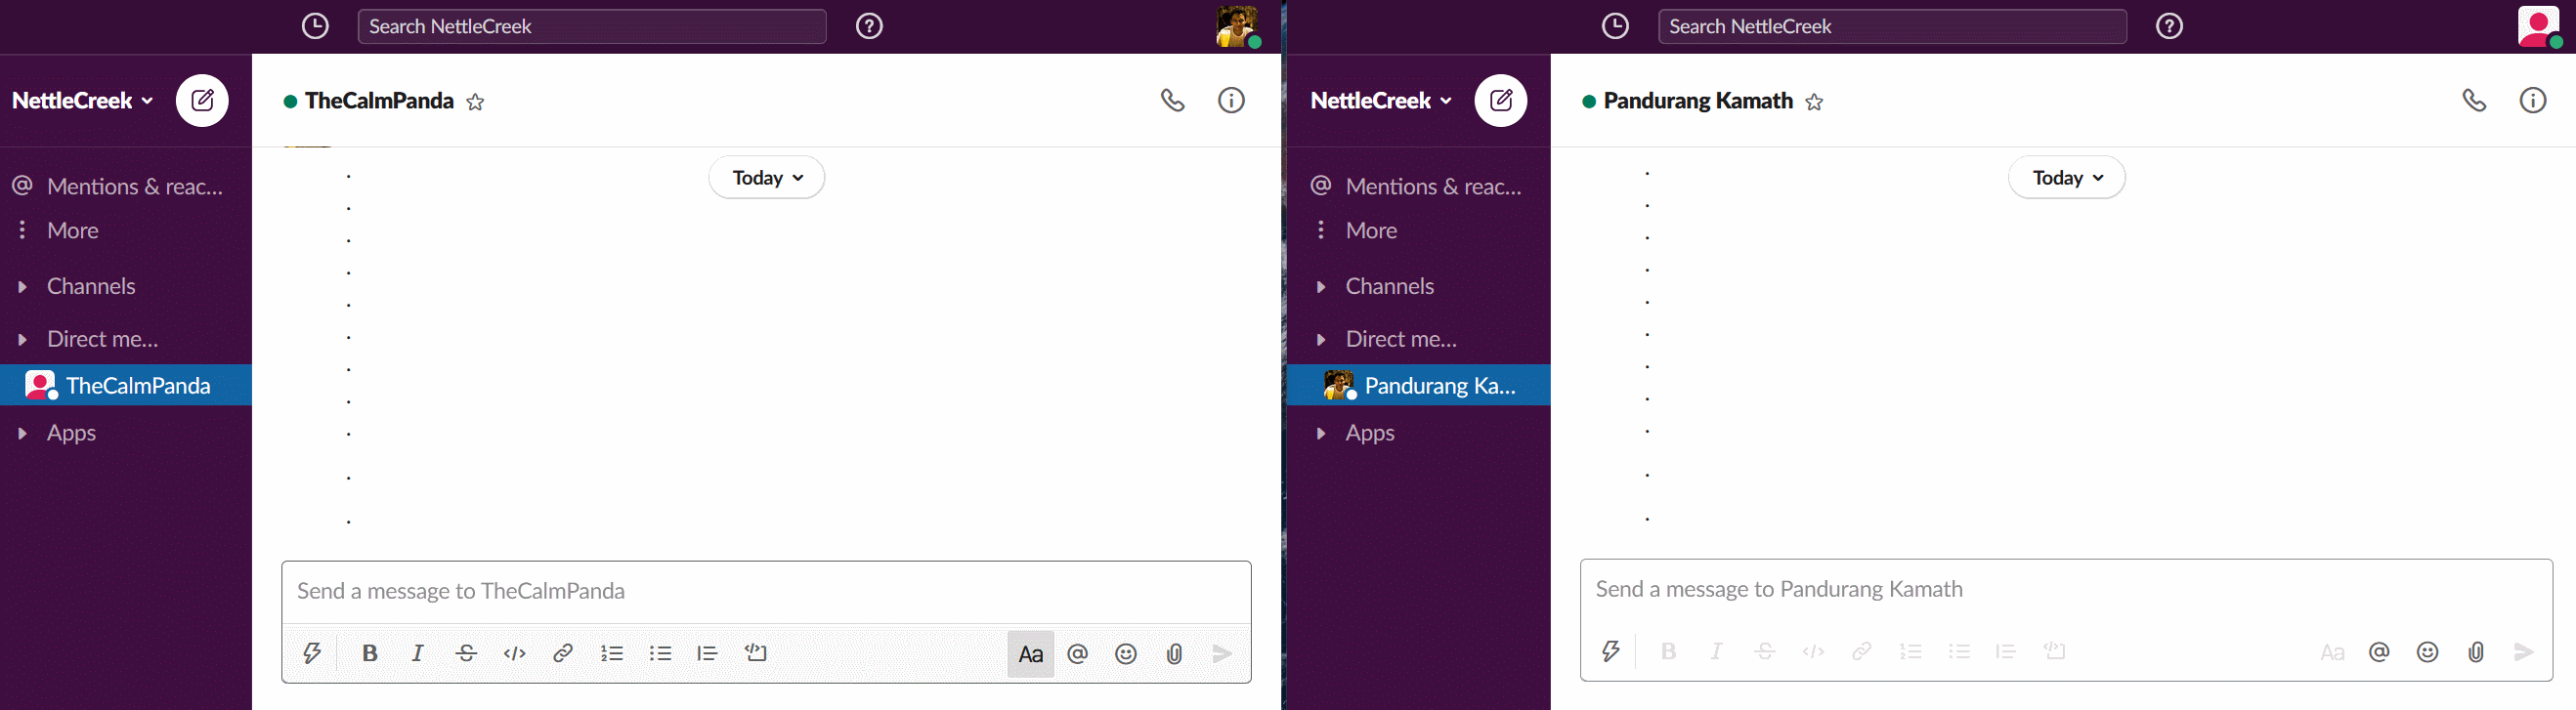 Search NettleCreek
NettleCreek
TheCalmPanda
@ Mentions & reac...
More
Channels
Direct me...
TheCalmPanda
Apps
Today
.
.
.
.
.
.
.
.
.
.
.
Send a message to TheCalmPanda
B I S </> Aa @
Search NettleCreek
NettleCreek
Pandurang Kamath
@ Mentions & reac...
More
Channels
Direct me...
Pandurang Ka...
Apps
Today
.
.
.
.
.
.
.
.
.
.
.
Send a message to Pandurang Kamath
B I S </> Aa @